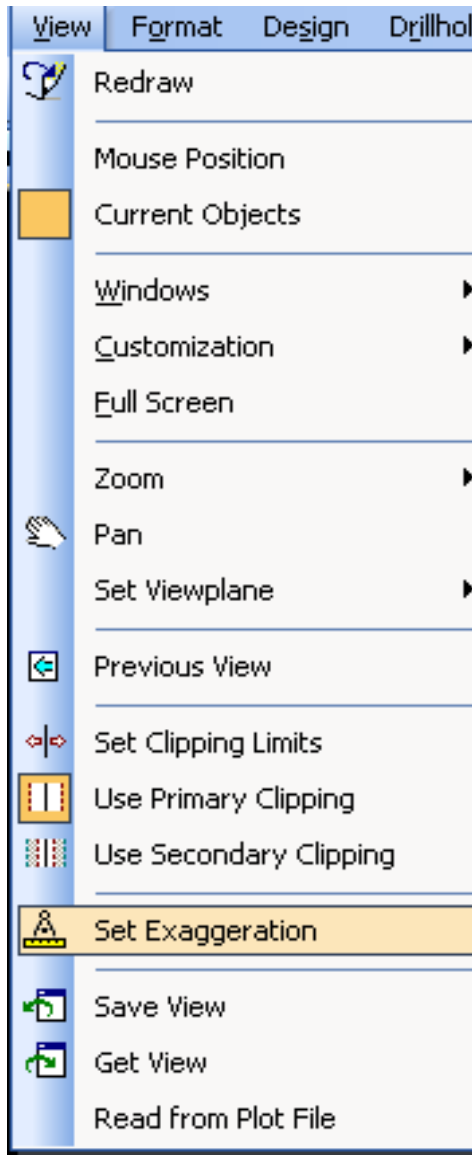 View Format Design Drillhol
Redraw
Mouse Position
Current Objects
Windows
Customization
Full Screen
Zoom
Pan
Set Viewplane
Previous View
Set Clipping Limits
Use Primary Clipping
Use Secondary Clipping
Set Exaggeration
Save View
Get View
Read from Plot File